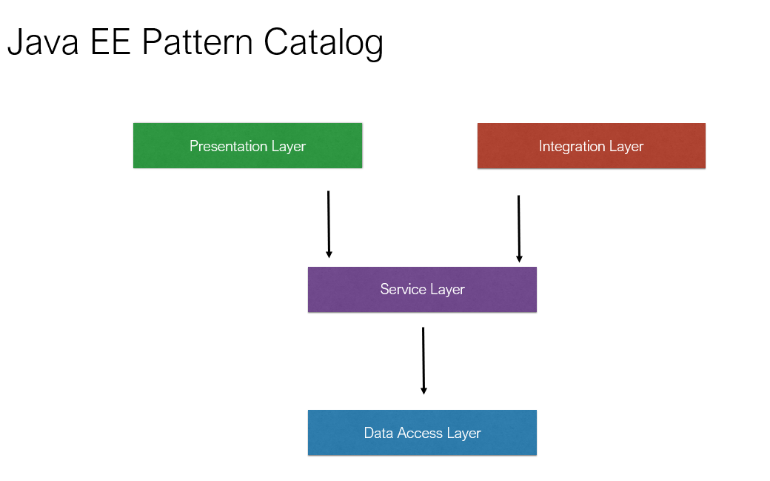 Java EE Pattern Catalog
Presentation Layer
Integration Layer
Service Layer
Data Access Layer